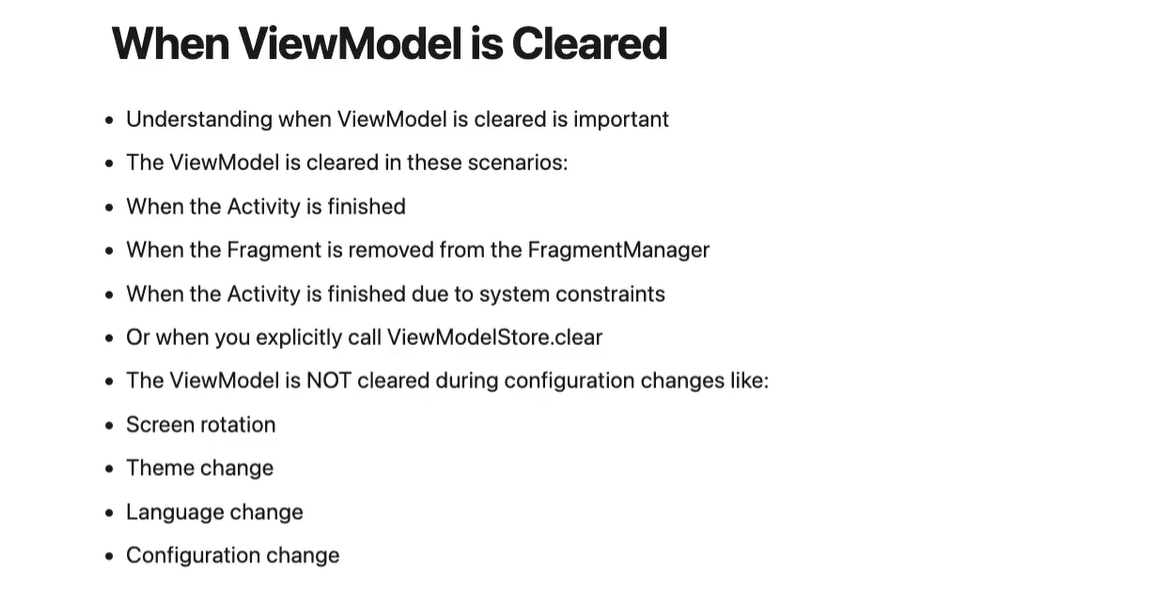 When ViewModel is Cleared
• Understanding when ViewModel is cleared is important
• The ViewModel is cleared in these scenarios:
• When the Activity is finished
• When the Fragment is removed from the FragmentManager
• When the Activity is finished due to system constraints
• Or when you explicitly call ViewModelStore.clear
• The ViewModel is NOT cleared during configuration changes like:
• Screen rotation
• Theme change
• Language change
• Configuration change